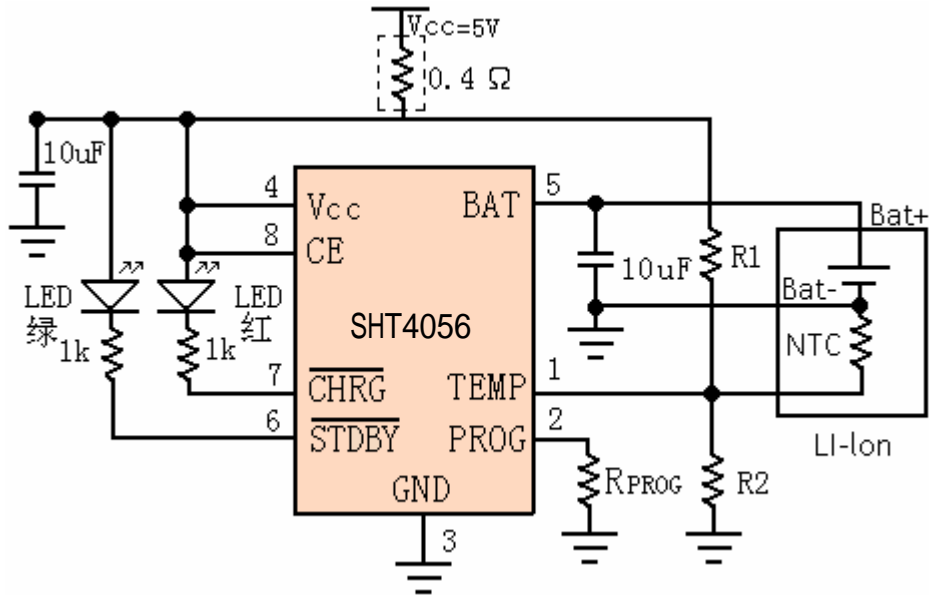 Vcc=5V
0.4 Ω
10uF
4
Vcc
8
CE
BAT
5
Bat+
R1
10uF
Bat-
LED
绿
1k
LED
红
1k
SHT4056
NTC
7
CHRG
TEMP
1
6
STDBY
PROG
2
LI-Ion
GND
RPROG
R2
3